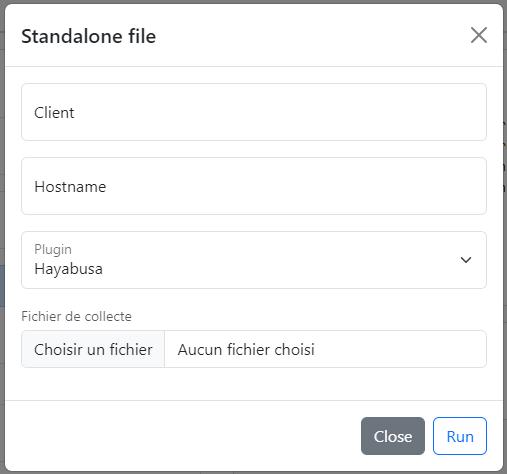 Standalone file
Client
Hostname
Plugin
Hayabusa
Fichier de collecte
Choisir un fichier Aucun fichier choisi
Close Run